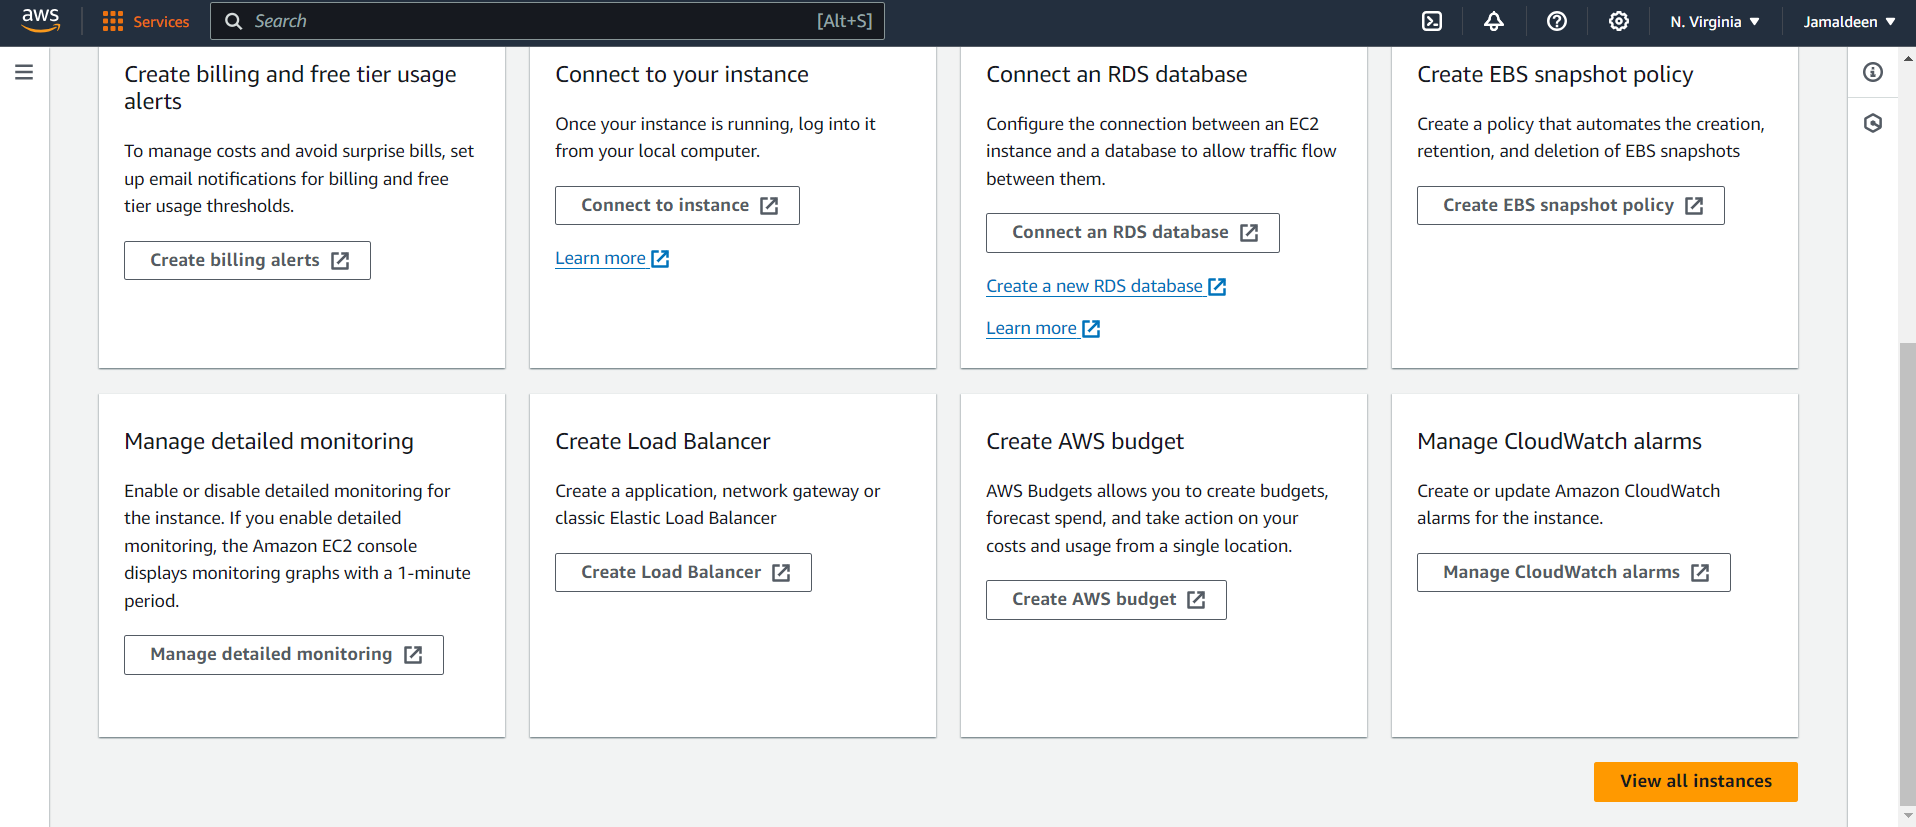 aws
Services
Search
[Alt+S]
N. Virginia
Jamaldeen
Create billing and free tier usage
alerts
To manage costs and avoid surprise bills, set
up email notifications for billing and free
tier usage thresholds.
Create billing alerts
Connect to your instance
Once your instance is running, log into it
from your local computer.
Connect to instance
Learn more
Connect an RDS database
Configure the connection between an EC2
instance and a database to allow traffic flow
between them.
Connect an RDS database
Create a new RDS database
Learn more
Create EBS snapshot policy
Create a policy that automates the creation,
retention, and deletion of EBS snapshots
Create EBS snapshot policy
Manage detailed monitoring
Enable or disable detailed monitoring for
the instance. If you enable detailed
monitoring, the Amazon EC2 console
displays monitoring graphs with a 1-minute
period.
Manage detailed monitoring
Create Load Balancer
Create a application, network gateway or
classic Elastic Load Balancer
Create Load Balancer
Create AWS budget
AWS Budgets allows you to create budgets,
forecast spend, and take action on your
costs and usage from a single location.
Create AWS budget
Manage CloudWatch alarms
Create or update Amazon CloudWatch
alarms for the instance.
Manage CloudWatch alarms
View all instances